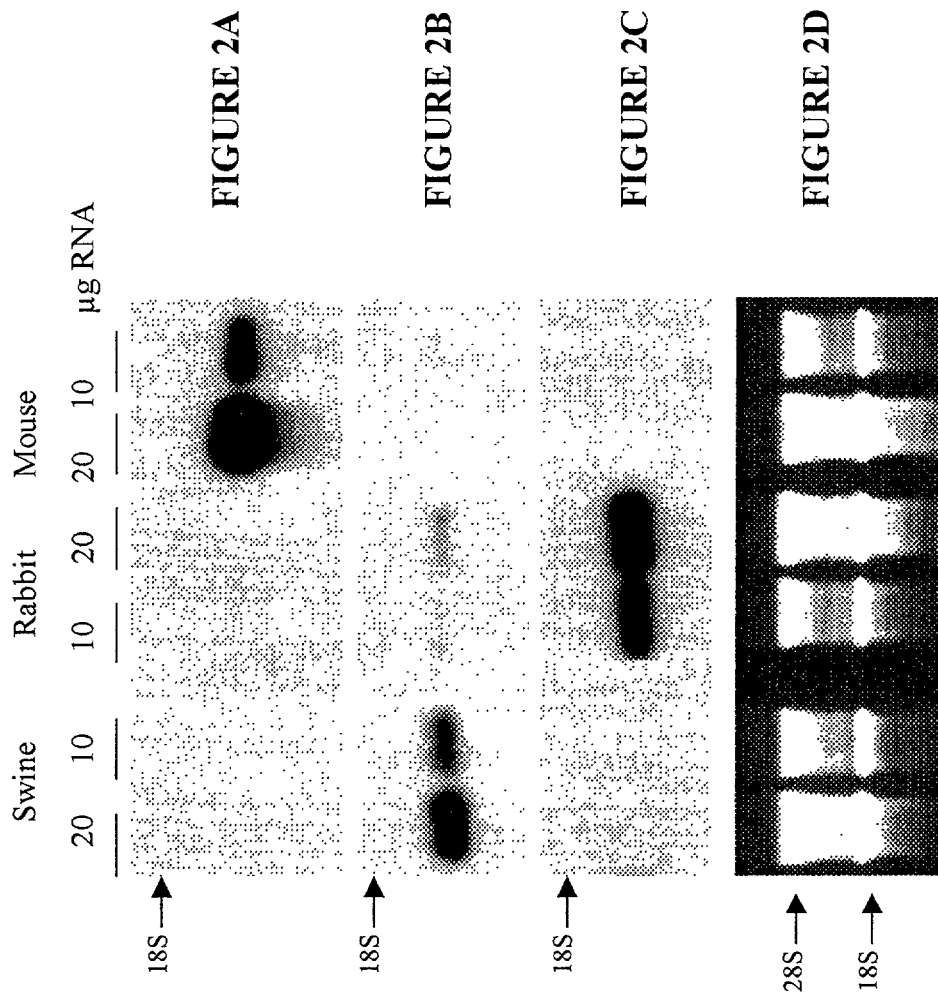 Swine Rabbit Mouse
20 10 10 20 20 10 µg RNA
18S
FIGURE 2A
18S
FIGURE 2B
18S
FIGURE 2C
28S
18S
FIGURE 2D